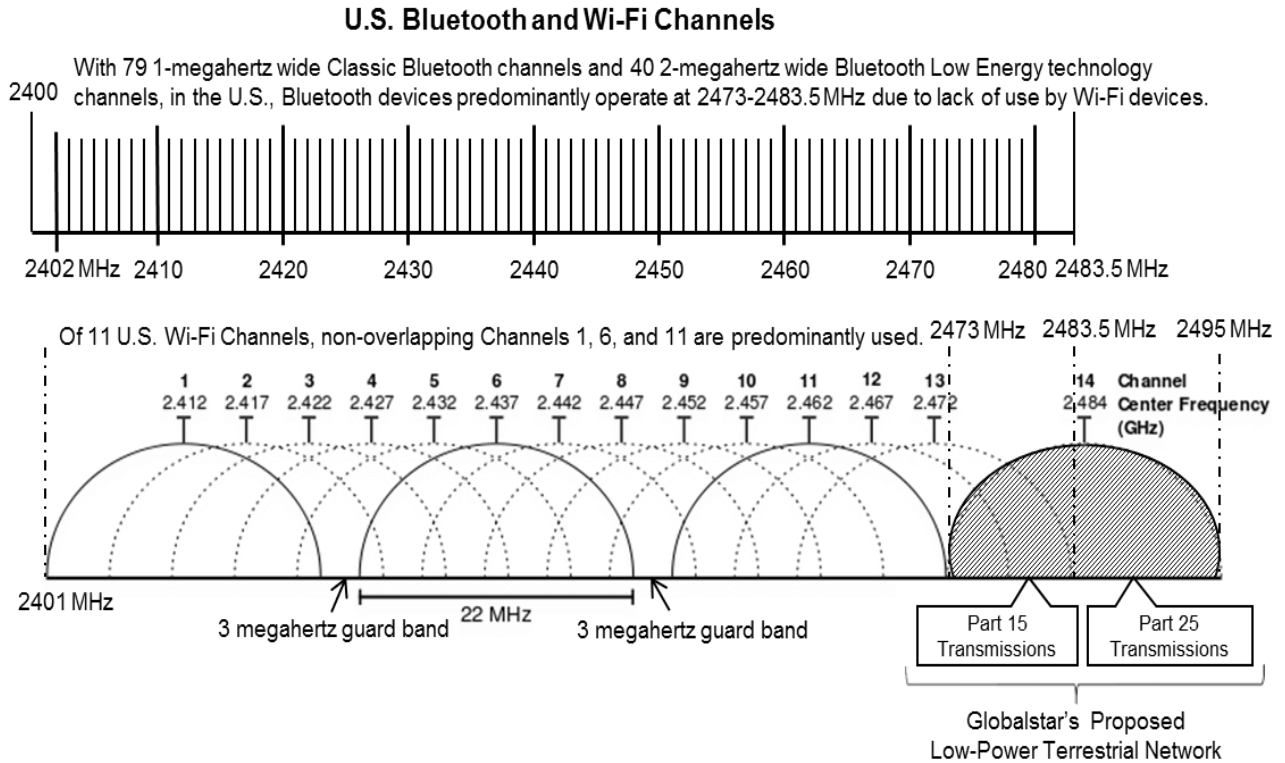 U.S. Bluetooth and Wi-Fi Channels
With 79 1-megahertz wide Classic Bluetooth channels and 40 2-megahertz wide Bluetooth Low Energy technology
2400
channels, in the U.S., Bluetooth devices predominantly operate at 2473-2483.5 MHz due to lack of use by Wi-Fi devices.
2402 MHz 2410 2420 2430 2440 2450 2460 2470 2480 2483.5 MHz
Of 11 U.S. Wi-Fi Channels, non-overlapping Channels 1, 6, and 11 are predominantly used. 2473 MHz 2483.5 MHz 2495 MHz
1 2 3 4 5 6 7 8 9 10 11 12 13 14 Channel
2.412 2.417 2.422 2.427 2.432 2.437 2.442 2.447 2.452 2.457 2.462 2.467 2.472 2.484 Center Frequency
(GHz)
2401 MHz
22 MHz
3 megahertz guard band 3 megahertz guard band
Part 15
Transmissions
Part 25
Transmissions
Globalstar's Proposed
Low-Power Terrestrial Network